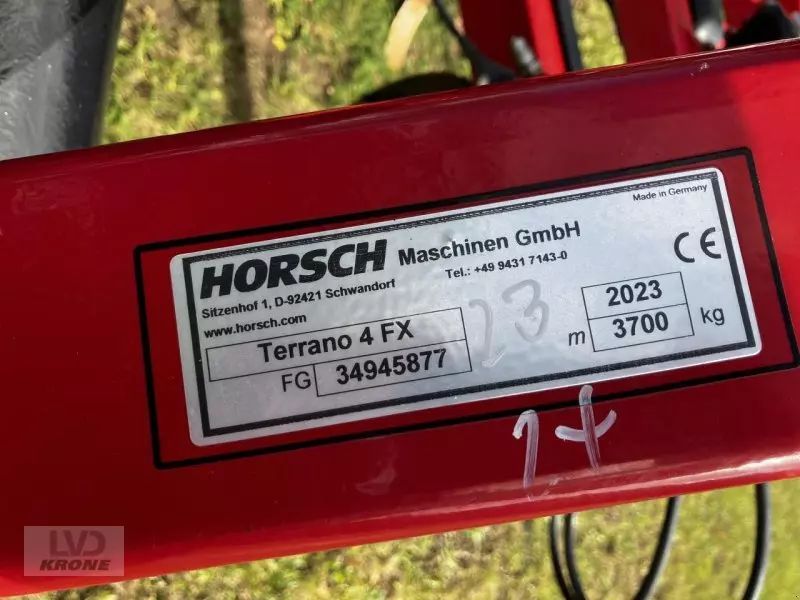 Made in Germany
HORSCH Maschinen GmbH
Sitzenhof 1, D-92421 Schwandorf
Tel.: +49 9431 7143-0
CE
www.horsch.com
Terrano 4 FX
2023
FG 34945877
m 3700 kg
23
LVD
KRONE